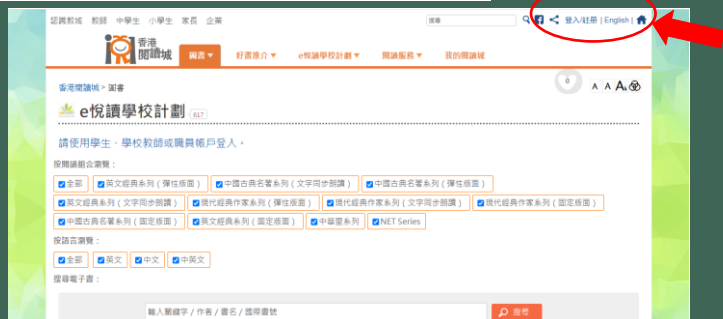 認識教城 教師 中學生 小學生 家長 企業 搜尋 登入/註冊 | English |
香港
閱讀城 圖書 好書推介 e悅讀學校計劃 閱讀服務 我的閱讀城
香港閱讀城 > 圖書 0 A A A
e悅讀學校計劃 617
請使用學生、學校教師或職員帳戶登入。
按閱讀組合瀏覽：
全部 英文經典系列 ( 彈性版面 ) 中國古典名著系列 ( 文字同步朗讀 ) 中國古典名著系列 ( 彈性版面 )
英文經典系列 ( 文字同步朗讀 ) 現代經典作家系列 ( 彈性版面 ) 現代經典作家系列 ( 文字同步朗讀 ) 現代經典作家系列 ( 固定版面 )
中國古典名著系列 ( 固定版面 ) 英文經典系列 ( 固定版面 ) 中華里系列 NET Series
按語言瀏覽：
全部 英文 中文 中英文
搜尋電子書：
輸入關鍵字 / 作者 / 書名 / 國際書號 搜尋